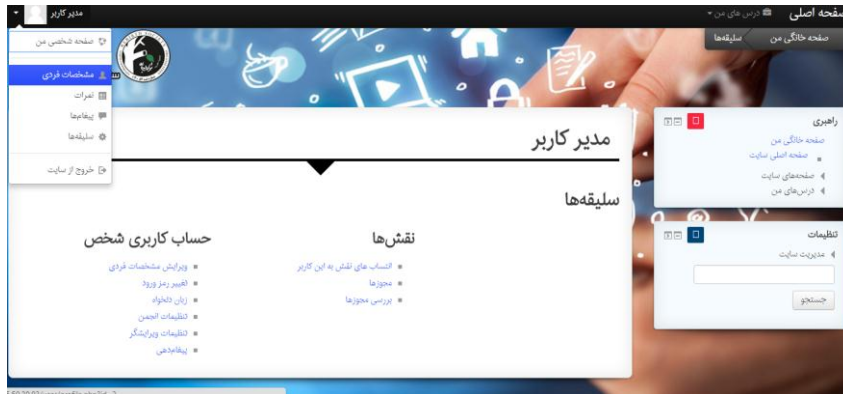 صفحه اصلی
درس های من
مدیر کاربر
صفحه خانگی من
سلیقه‌ها
صفحه شخصی من
مشخصات فردی
نمرات
پیغام‌ها
سلیقه‌ها
خروج از سایت
راهبری
صفحه خانگی من
صفحه اصلی سایت
صفحه‌های سایت
درس‌های من
تنظیمات
مدیریت سایت
جستجو
مدیر کاربر
سلیقه‌ها
نقش‌ها
انتساب های نقش به این کاربر
مجوزها
بررسی مجوزها
حساب کاربری شخص
ویرایش مشخصات فردی
تغییر رمز ورود
زبان دلخواه
تنظیمات انجمن
تنظیمات ویرایشگر
پیغام‌دهی